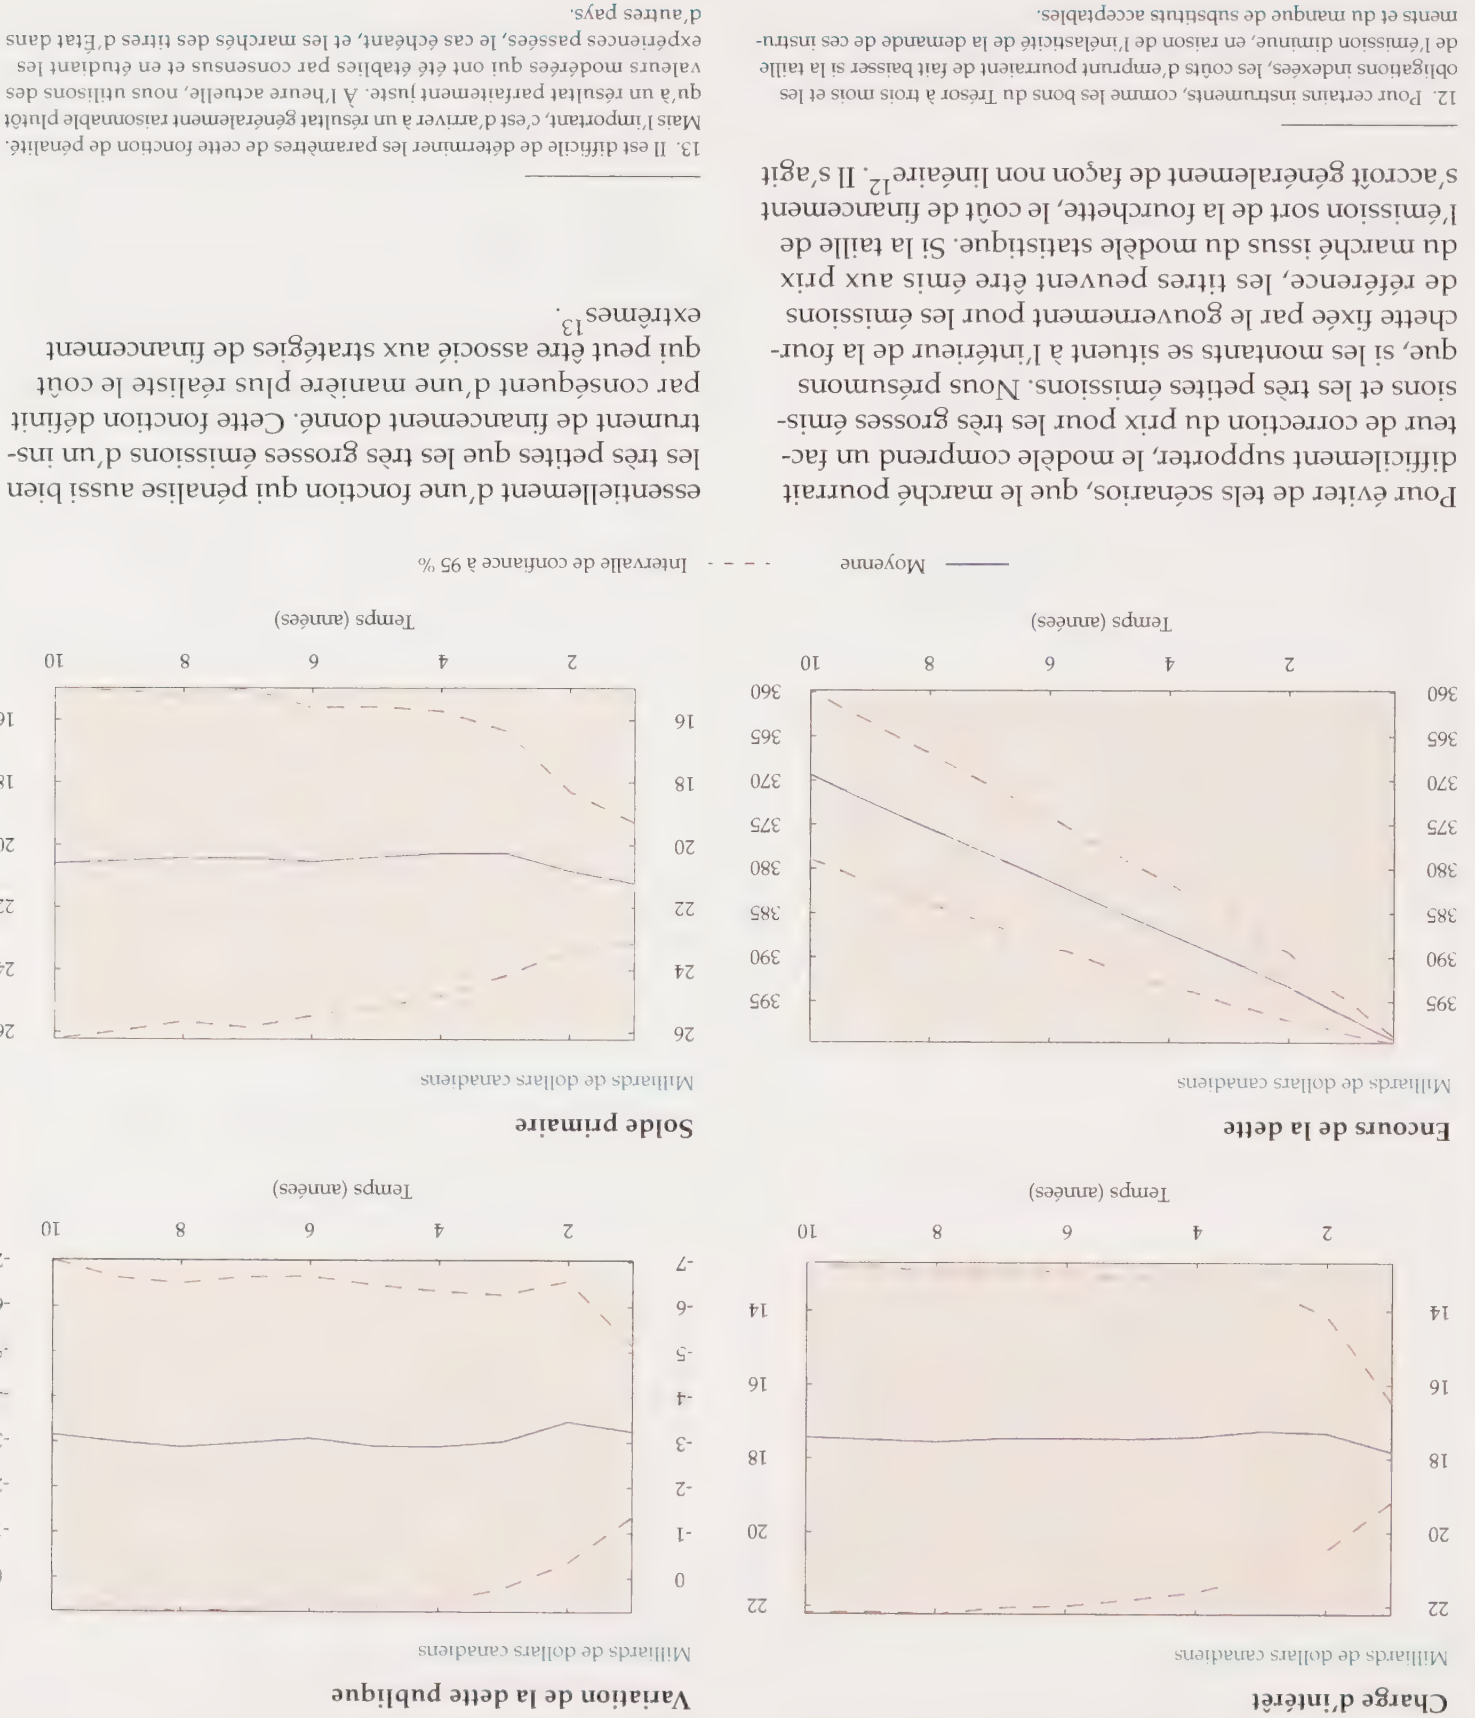 Charge d'intérêt
Milliards de dollars canadiens
22
20
18
16
14
22
20
18
16
14
2 4 6 8 10
Temps (années)
Variation de la dette publique
Milliards de dollars canadiens
0
-1
-2
-3
-4
-5
-6
-7
2 4 6 8 10
Temps (années)
Encours de la dette
Milliards de dollars canadiens
395
390
385
380
375
370
365
360
395
390
385
380
375
370
365
360
2 4 6 8 10
Temps (années)
Solde primaire
Milliards de dollars canadiens
26
24
22
20
18
16
2 4 6 8 10
Temps (années)
Moyenne
Intervalle de confiance à 95 %
Pour éviter de tels scénarios, que le marché pourrait
difficilement supporter, le modèle comprend un fac-
teur de correction du prix pour les très grosses émis-
sions et les très petites émissions. Nous présumons
que, si les montants se situent à l'intérieur de la four-
chette fixée par le gouvernement pour les émissions
de référence, les titres peuvent être émis aux prix
du marché issus du modèle statistique. Si la taille de
l'émission sort de la fourchette, le coût de financement
s'accroît généralement de façon non linéaire12. Il s'agit
12. Pour certains instruments, comme les bons du Trésor à trois mois et les
obligations indexées, les coûts d'emprunt pourraient de fait baisser si la taille
de l'émission diminue, en raison de l'inélasticité de la demande de ces instru-
ments et du manque de substituts acceptables.
essentiellement d'une fonction qui pénalise aussi bien
les très petites que les très grosses émissions d'un ins-
trument de financement donné. Cette fonction définit
par conséquent d'une manière plus réaliste le coût
qui peut être associé aux stratégies de financement
extrêmes13.
13. Il est difficile de déterminer les paramètres de cette fonction de pénalité.
Mais l'important, c'est d'arriver à un résultat généralement raisonnable plutôt
qu'à un résultat parfaitement juste. À l'heure actuelle, nous utilisons des
valeurs modérées qui ont été établies par consensus et en étudiant les
expériences passées, le cas échéant, et les marchés des titres d'État dans
d'autres pays.